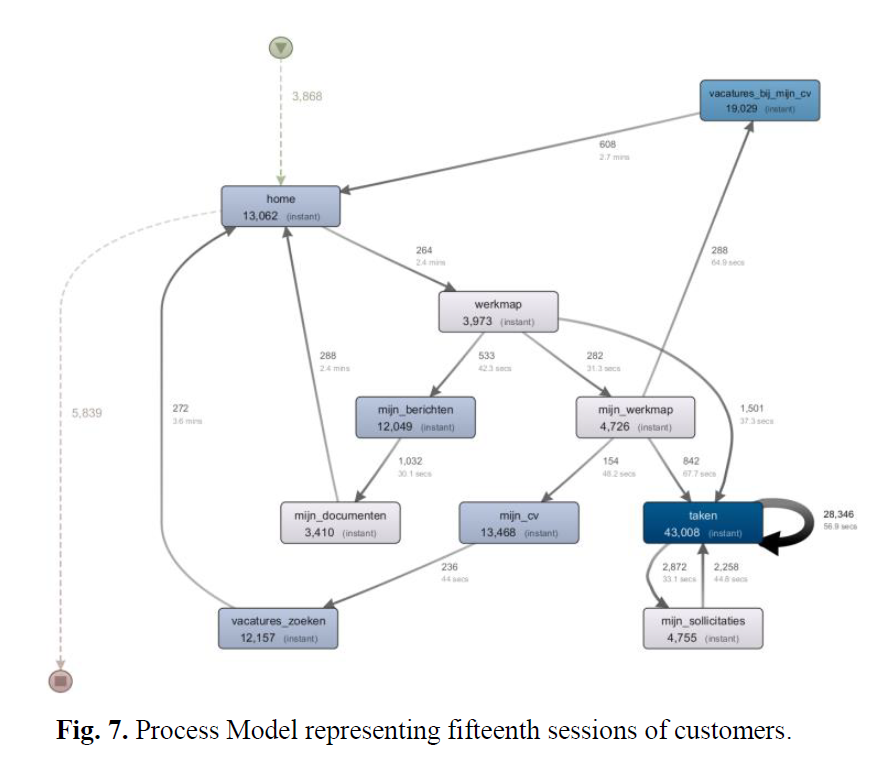 3,868
vacatures_bij_mijn_cv
19,029 (instant)
608
2.7 mins
home
13,062 (instant)
264
2.4 mins
288
64.9 secs
werkmap
3,973 (instant)
288
2.4 mins
533
42.3 secs
282
31.3 secs
272
3.6 mins
5,839
mijn_berichten
12,049 (instant)
mijn_werkmap
4,726 (instant)
1,501
37.3 secs
1,032
30.1 secs
154
48.2 secs
842
67.7 secs
mijn_documenten
3,410 (instant)
mijn_cv
13,468 (instant)
taken
43,008 (instant)
28,346
56.9 secs
236
44 secs
2,872
33.1 secs
2,258
44.8 secs
vacatures_zoeken
12,157 (instant)
mijn_sollicitaties
4,755 (instant)
Fig. 7. Process Model representing fifteenth sessions of customers.